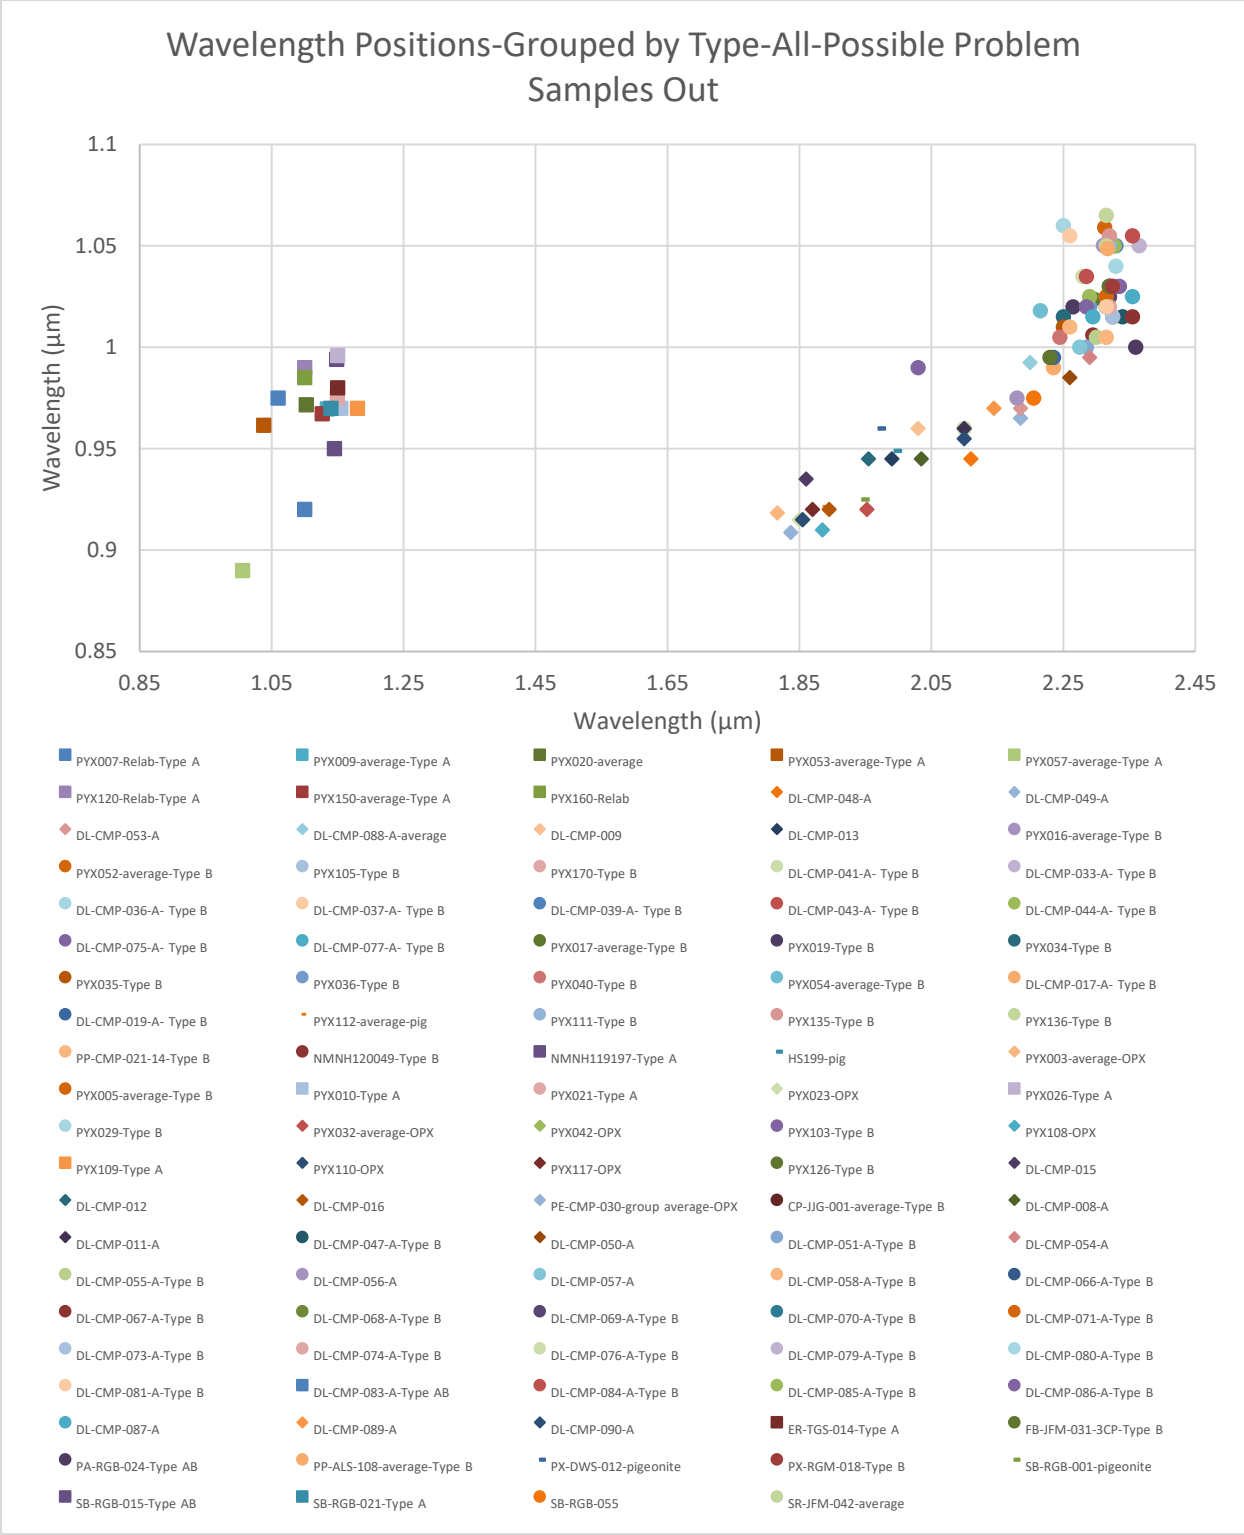 Wavelength Positions-Grouped by Type-All-Possible Problem
Samples Out
1.1
1.05
1
0.95
0.9
0.85
Wavelength (µm)
0.85 1.05 1.25 1.45 1.65 1.85 2.05 2.25 2.45
Wavelength (µm)
PYX007-Relab-Type A PYX009-average-Type A PYX020-average PYX053-average-Type A PYX057-average-Type A
PYX120-Relab-Type A PYX150-average-Type A PYX160-Relab DL-CMP-048-A DL-CMP-049-A
DL-CMP-053-A DL-CMP-088-A-average DL-CMP-009 DL-CMP-013 PYX016-average-Type B
PYX052-average-Type B PYX105-Type B PYX170-Type B DL-CMP-041-A- Type B DL-CMP-033-A- Type B
DL-CMP-036-A- Type B DL-CMP-037-A- Type B DL-CMP-039-A- Type B DL-CMP-043-A- Type B DL-CMP-044-A- Type B
DL-CMP-075-A- Type B DL-CMP-077-A- Type B PYX017-average-Type B PYX019-Type B PYX034-Type B
PYX035-Type B PYX036-Type B PYX040-Type B PYX054-average-Type B DL-CMP-017-A- Type B
DL-CMP-019-A- Type B PYX112-average-pig PYX111-Type B PYX135-Type B PYX136-Type B
PP-CMP-021-14-Type B NMNH120049-Type B NMNH119197-Type A HS199-pig PYX003-average-OPX
PYX005-average-Type B PYX010-Type A PYX021-Type A PYX023-OPX PYX026-Type A
PYX029-Type B PYX032-average-OPX PYX042-OPX PYX103-Type B PYX108-OPX
PYX109-Type A PYX110-OPX PYX117-OPX PYX126-Type B DL-CMP-015
DL-CMP-012 DL-CMP-016 PE-CMP-030-group average-OPX CP-JJG-001-average-Type B DL-CMP-008-A
DL-CMP-011-A DL-CMP-047-A-Type B DL-CMP-050-A DL-CMP-051-A-Type B DL-CMP-054-A
DL-CMP-055-A-Type B DL-CMP-056-A DL-CMP-057-A DL-CMP-058-A-Type B DL-CMP-066-A-Type B
DL-CMP-067-A-Type B DL-CMP-068-A-Type B DL-CMP-069-A-Type B DL-CMP-070-A-Type B DL-CMP-071-A-Type B
DL-CMP-073-A-Type B DL-CMP-074-A-Type B DL-CMP-076-A-Type B DL-CMP-079-A-Type B DL-CMP-080-A-Type B
DL-CMP-081-A-Type B DL-CMP-083-A-Type AB DL-CMP-084-A-Type B DL-CMP-085-A-Type B DL-CMP-086-A-Type B
DL-CMP-087-A DL-CMP-089-A DL-CMP-090-A ER-TGS-014-Type A FB-JFM-031-3CP-Type B
PA-RGB-024-Type AB PP-ALS-108-average-Type B PX-DWS-012-pigeonite PX-RGM-018-Type B SB-RGB-001-pigeonite
SB-RGB-015-Type AB SB-RGB-021-Type A SB-RGB-055 SR-JFM-042-average